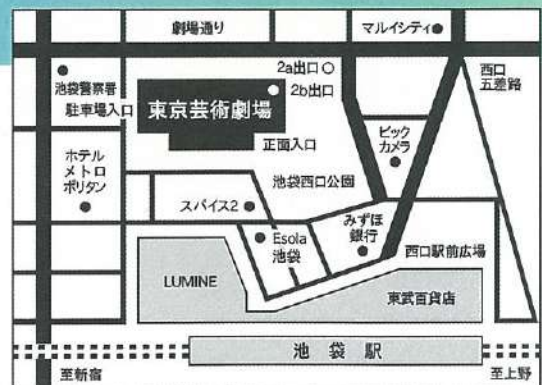 劇場通り
マルイシティ
2a出口
2b出口
西口
五差路
池袋警察署
駐車場入口
東京芸術劇場
正面入口
ビック
カメラ
ホテル
メトロ
ポリタン
池袋西口公園
スパイス2
みずほ
銀行
Esola
池袋
西口駅前広場
LUMINE
東武百貨店
池袋駅
至新宿
至上野